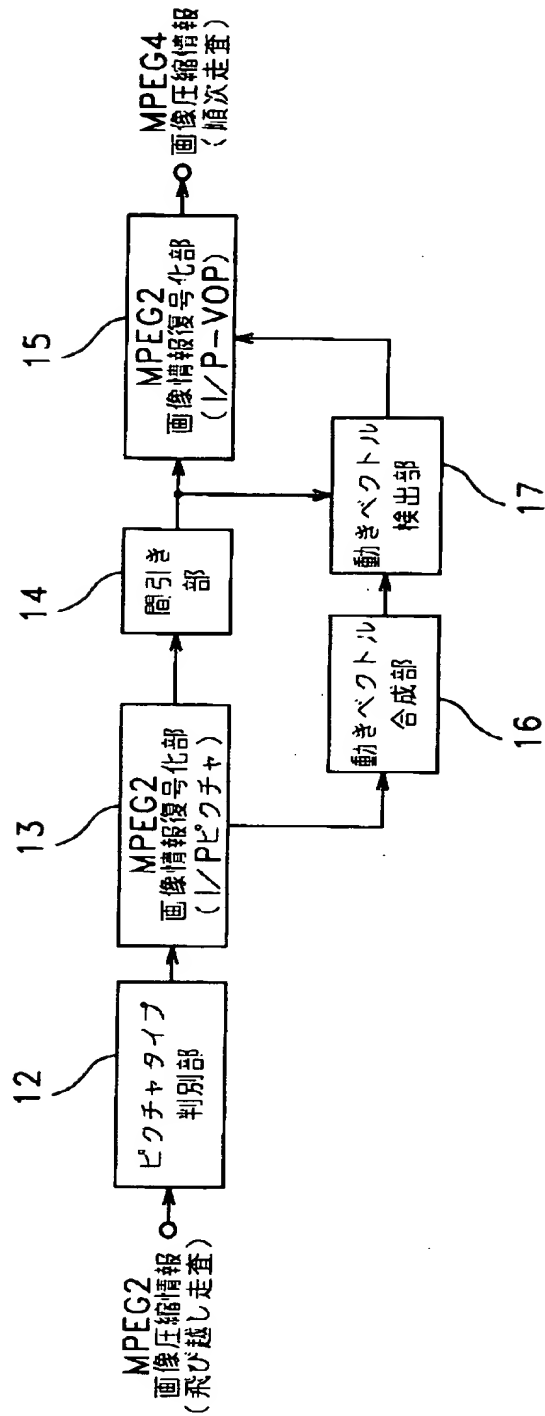 MPEG2
画像圧縮情報
(飛び越し走査)
12
ピクチャタイプ
判別部
13
MPEG2
画像情報復号化部
(I/Pピクチャ)
14
間引き
部
15
MPEG2
画像情報復号化部
(I/P-VOP)
MPEG4
画像圧縮情報
(順次走査)
動きベクトル
合成部
16
動きベクトル
検出部
17